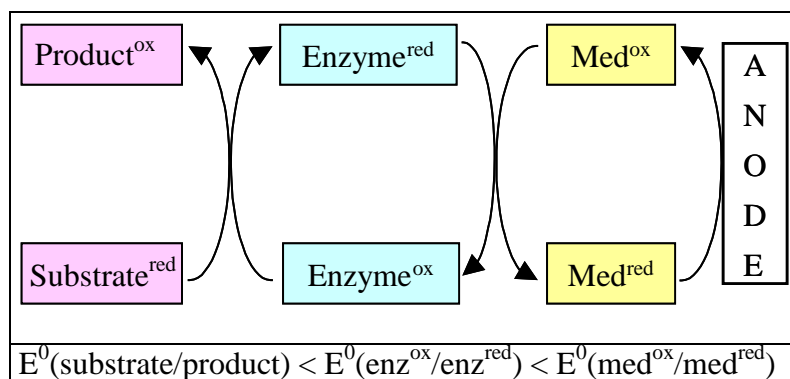 Product^ox Enzyme^red Med^ox
A
N
O
D
E
Substrate^red Enzyme^ox Med^red
E^0(substrate/product) < E^0(enz^ox/enz^red) < E^0(med^ox/med^red)